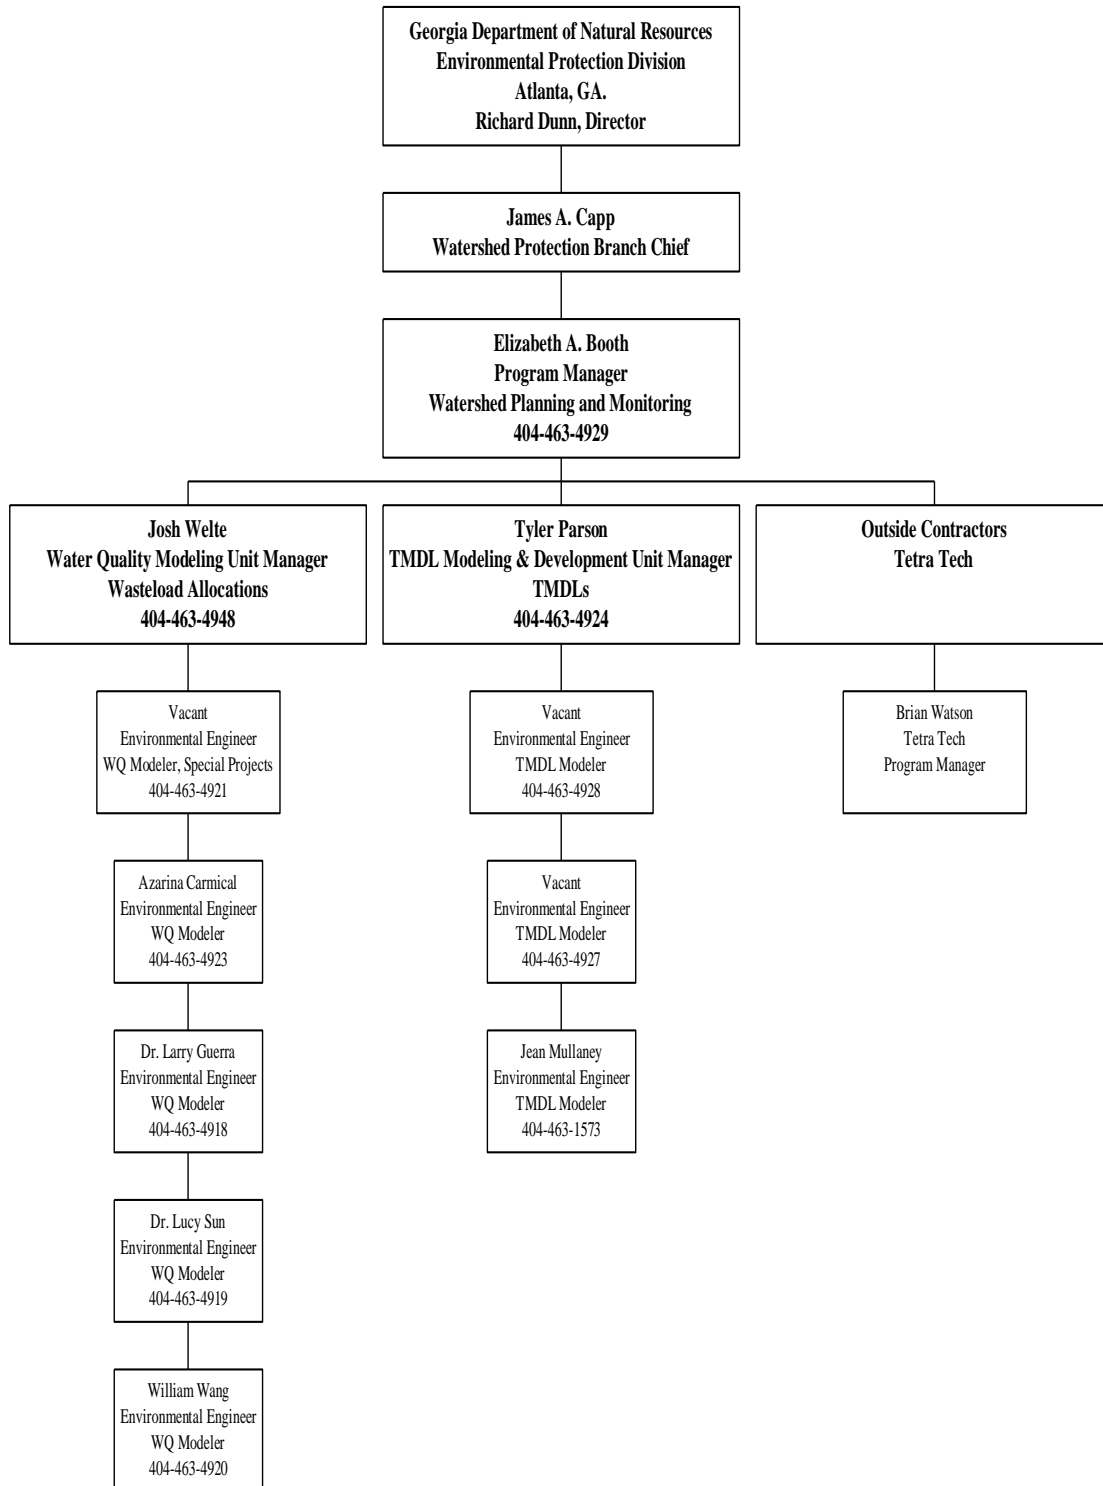 Georgia Department of Natural Resources
Environmental Protection Division
Atlanta, GA.
Richard Dunn, Director
James A. Capp
Watershed Protection Branch Chief
Elizabeth A. Booth
Program Manager
Watershed Planning and Monitoring
404-463-4929
Josh Welte
Water Quality Modeling Unit Manager
Wasteload Allocations
404-463-4948
Tyler Parson
TMDL Modeling & Development Unit Manager
TMDLs
404-463-4924
Outside Contractors
Tetra Tech
Vacant
Environmental Engineer
WQ Modeler, Special Projects
404-463-4921
Vacant
Environmental Engineer
TMDL Modeler
404-463-4928
Brian Watson
Tetra Tech
Program Manager
Azarina Carmical
Environmental Engineer
WQ Modeler
404-463-4923
Vacant
Environmental Engineer
TMDL Modeler
404-463-4927
Dr. Larry Guerra
Environmental Engineer
WQ Modeler
404-463-4918
Jean Mullaney
Environmental Engineer
TMDL Modeler
404-463-1573
Dr. Lucy Sun
Environmental Engineer
WQ Modeler
404-463-4919
William Wang
Environmental Engineer
WQ Modeler
404-463-4920